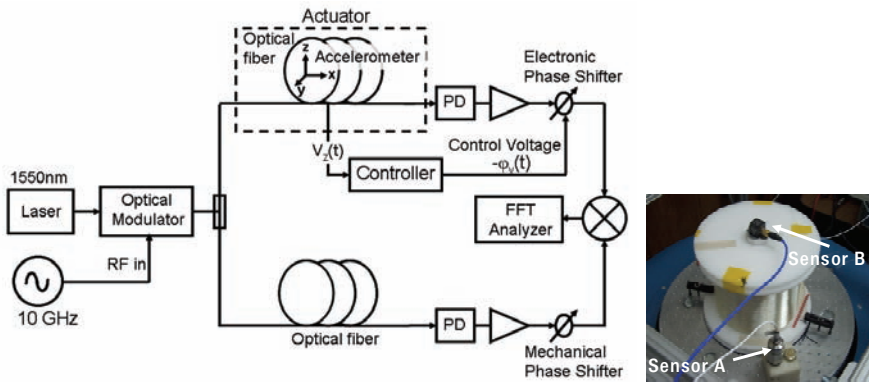 Actuator
Optical
fiber
Accelerometer
z
x
y
PD
Electronic
Phase Shifter
V_z(t)
Controller
Control Voltage
-φ_v(t)
1550nm
Laser
Optical
Modulator
RF in
10 GHz
FFT
Analyzer
Optical fiber
PD
Mechanical
Phase Shifter
Sensor B
Sensor A